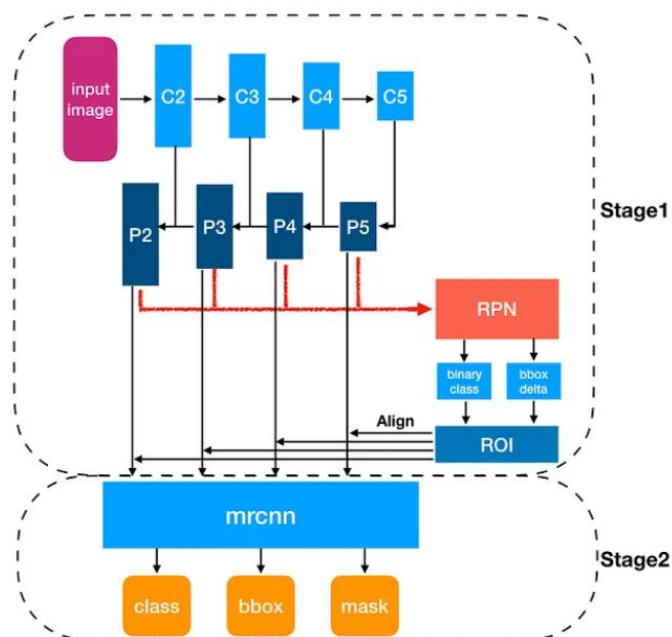 input
image
C2
C3
C4
C5
P2
P3
P4
P5
Stage1
RPN
binary
class
bbox
delta
Align
ROI
mrcnn
Stage2
class
bbox
mask